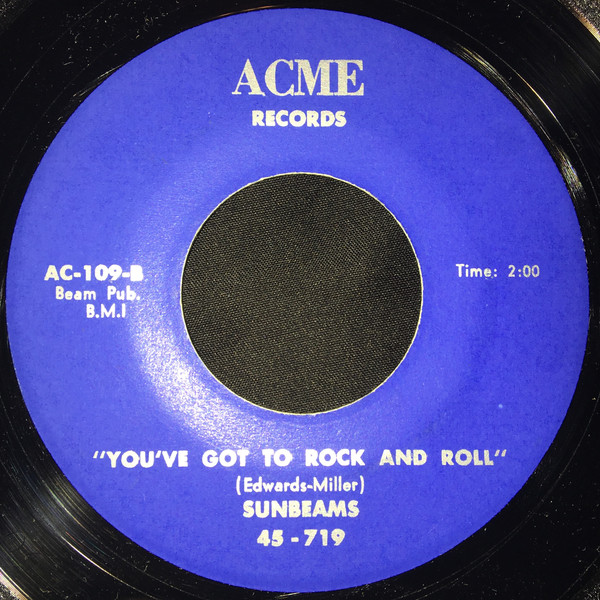 ACME
RECORDS
AC-109-B
Beam Pub.
B.M.I
Time: 2:00
"YOU'VE GOT TO ROCK AND ROLL"
(Edwards-Miller)
SUNBEAMS
45-719